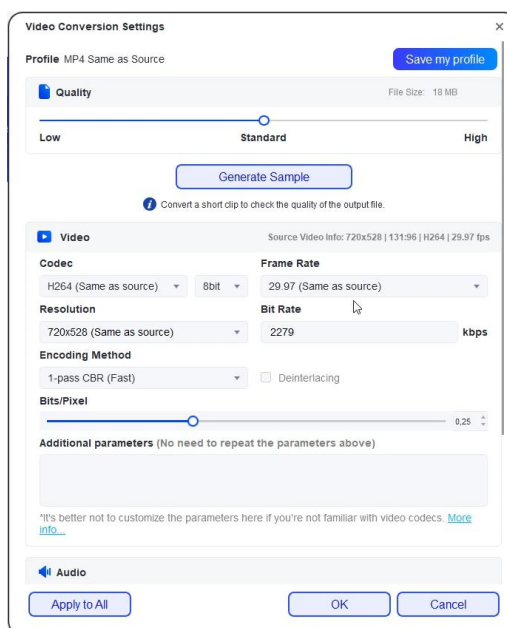 Video Conversion Settings
Profile MP4 Same as Source
Save my profile
Quality
File Size: 18 MB
Low Standard High
Generate Sample
Convert a short clip to check the quality of the output file.
Video
Source Video Info: 720x528 | 131:96 | H264 | 29.97 fps
Codec
Frame Rate
H264 (Same as source)
8bit
29.97 (Same as source)
Resolution
Bit Rate
720x528 (Same as source)
2279
kbps
Encoding Method
1-pass CBR (Fast)
Deinterlacing
Bits/Pixel
0,25
Additional parameters (No need to repeat the parameters above)
*It's better not to customize the parameters here if you're not familiar with video codecs. More
info...
Audio
Apply to All
OK
Cancel